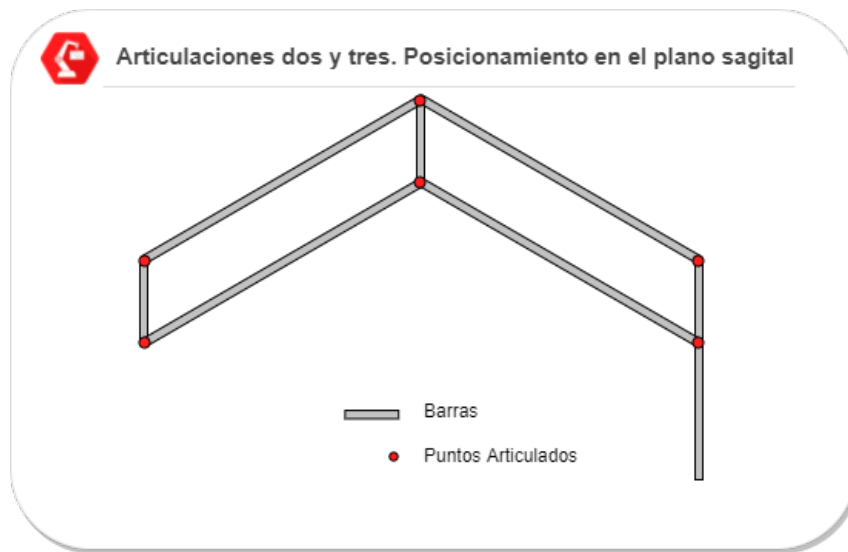 Articulaciones dos y tres. Posicionamiento en el plano sagital
Barras
Puntos Articulados